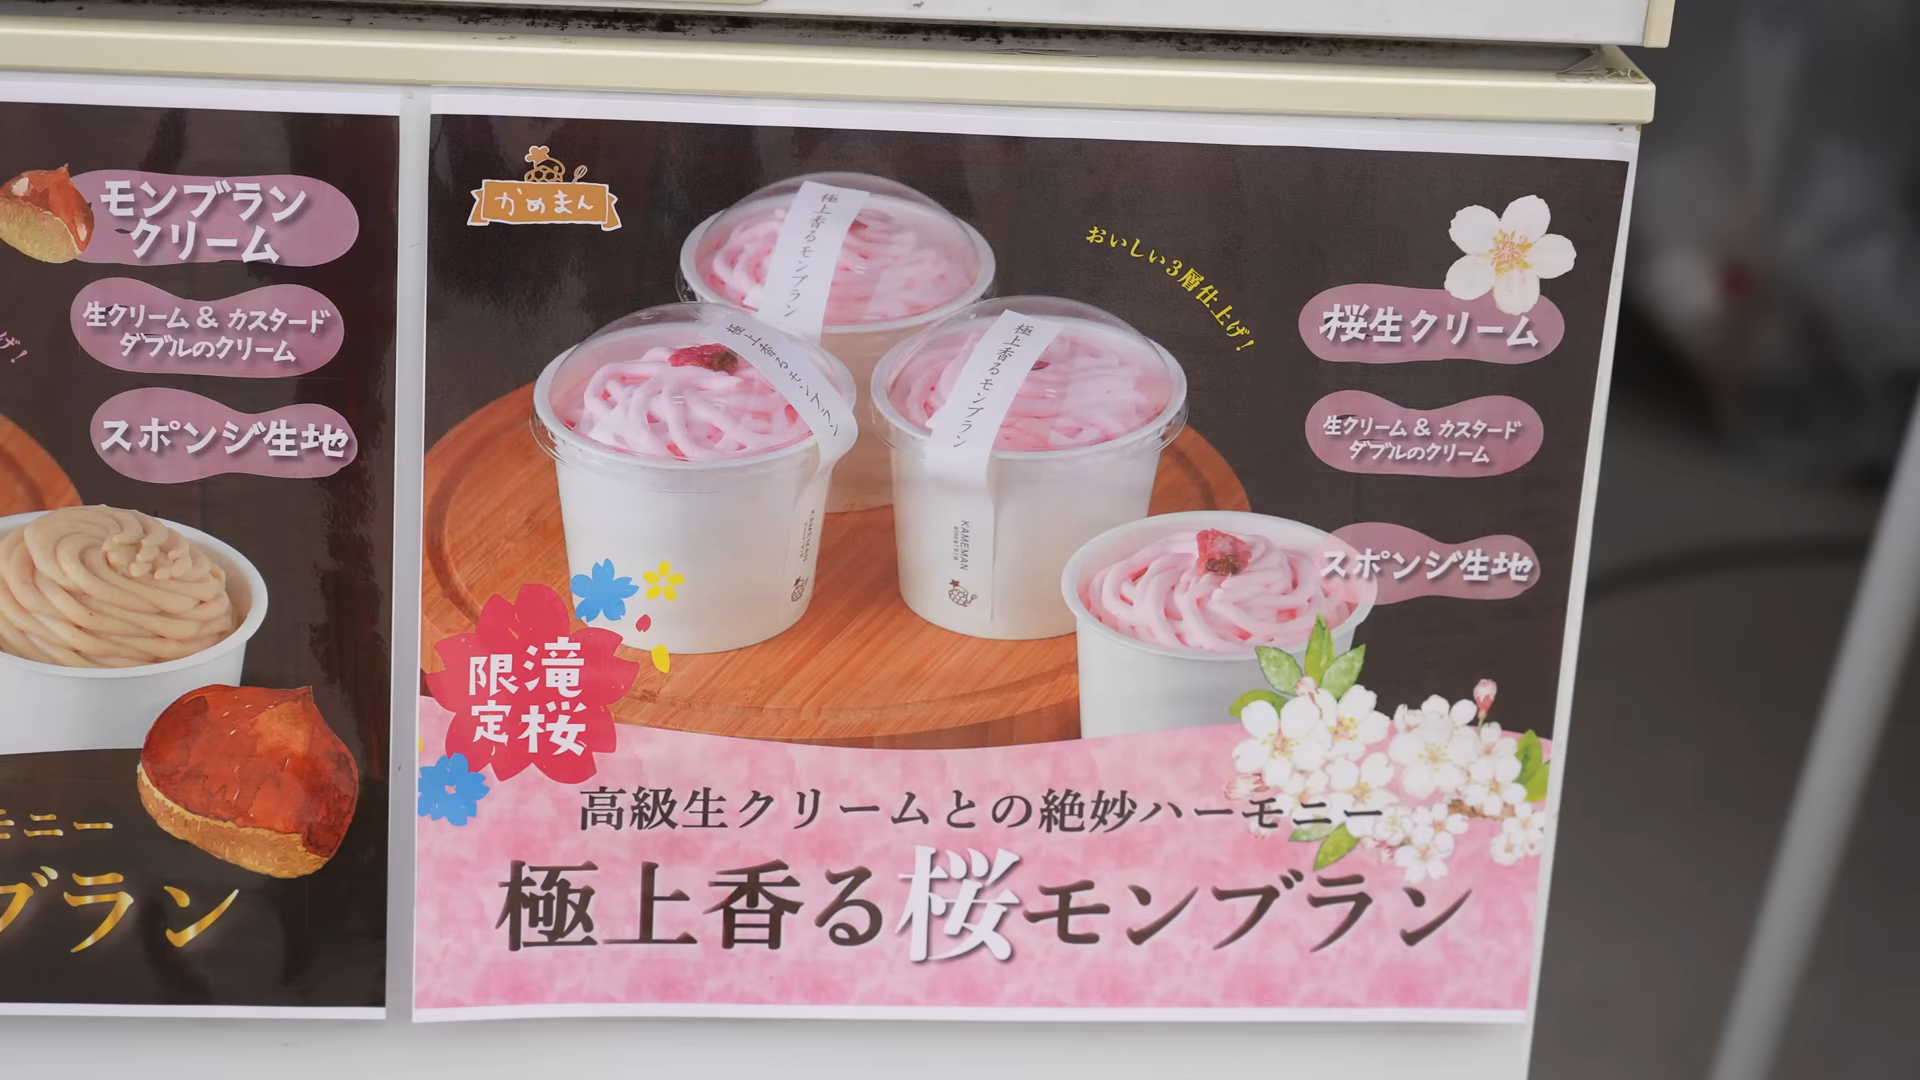 モンブラン
クリーム
生クリーム & カスタード
ダブルのクリーム
スポンジ生地
げ!
モニー
ブラン
かめまん
極上香るモンブラン
極上香るモンブラン
極上香るモンブラン
KAMEMAN
KAMEMAN
おいしい3層仕上げ!
桜生クリーム
生クリーム & カスタード
ダブルのクリーム
スポンジ生地
滝桜
限定
高級生クリームとの絶妙ハーモニー
極上香る桜モンブラン